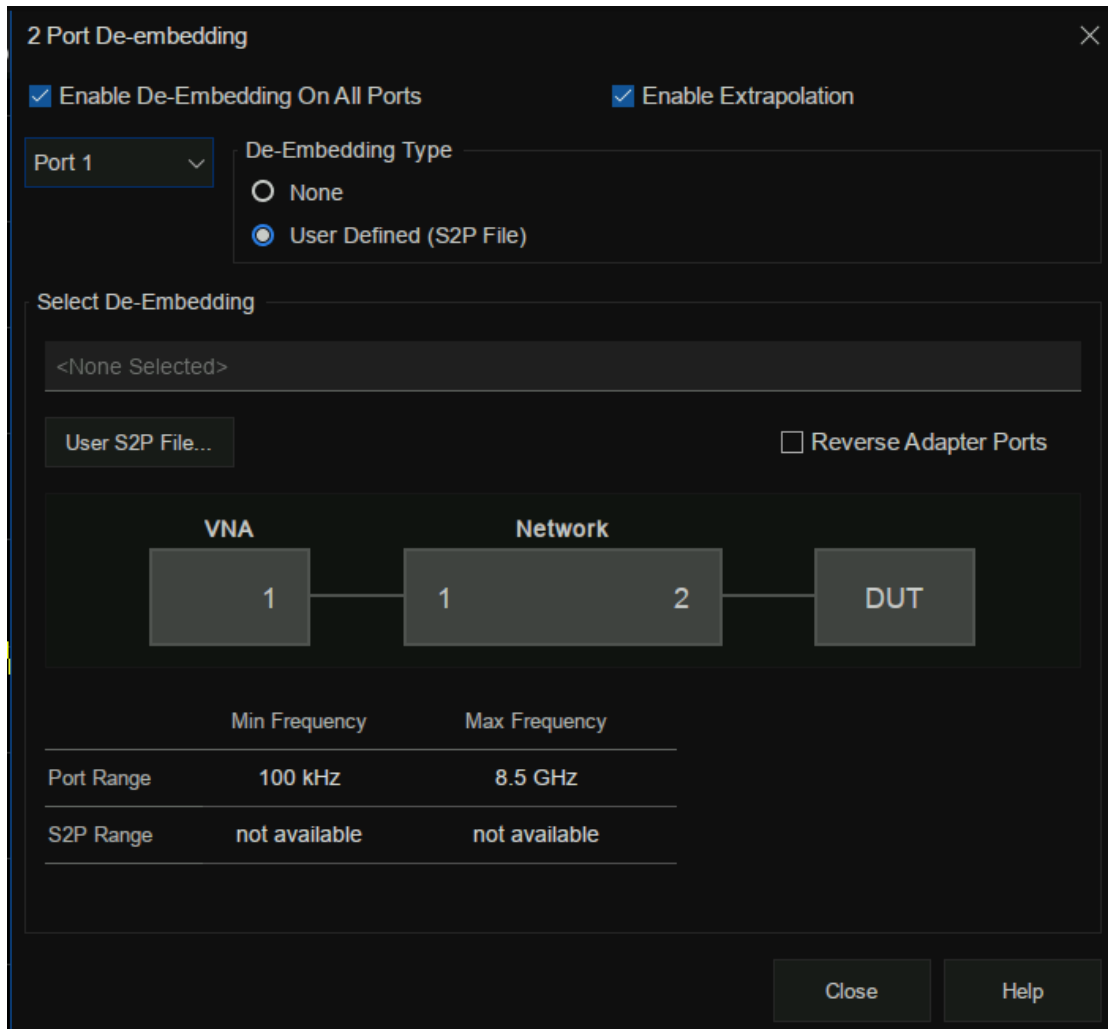 2 Port De-embedding
Enable De-Embedding On All Ports
Enable Extrapolation
Port 1
De-Embedding Type
None
User Defined (S2P File)
Select De-Embedding
<None Selected>
User S2P File...
Reverse Adapter Ports
VNA
Network
1
1
2
DUT
Min Frequency
Max Frequency
Port Range
100 kHz
8.5 GHz
S2P Range
not available
not available
Close
Help